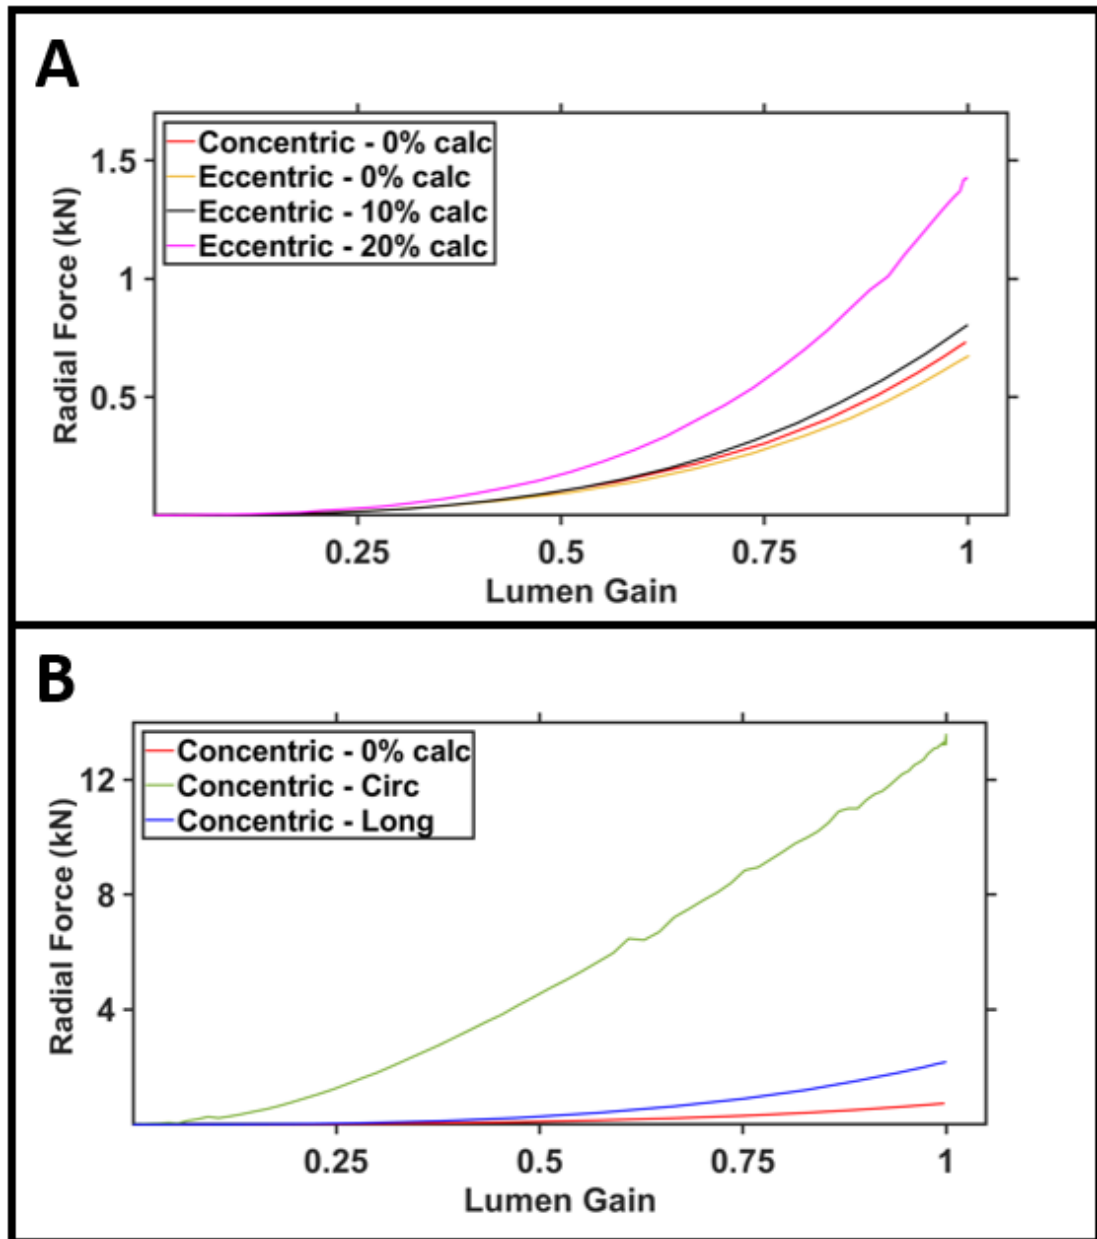 A
Concentric - 0% calc
Eccentric - 0% calc
Eccentric - 10% calc
Eccentric - 20% calc
Radial Force (kN)
1.5
1
0.5
0.25 0.5 0.75 1
Lumen Gain
B
Concentric - 0% calc
Concentric - Circ
Concentric - Long
Radial Force (kN)
12
8
4
0.25 0.5 0.75 1
Lumen Gain